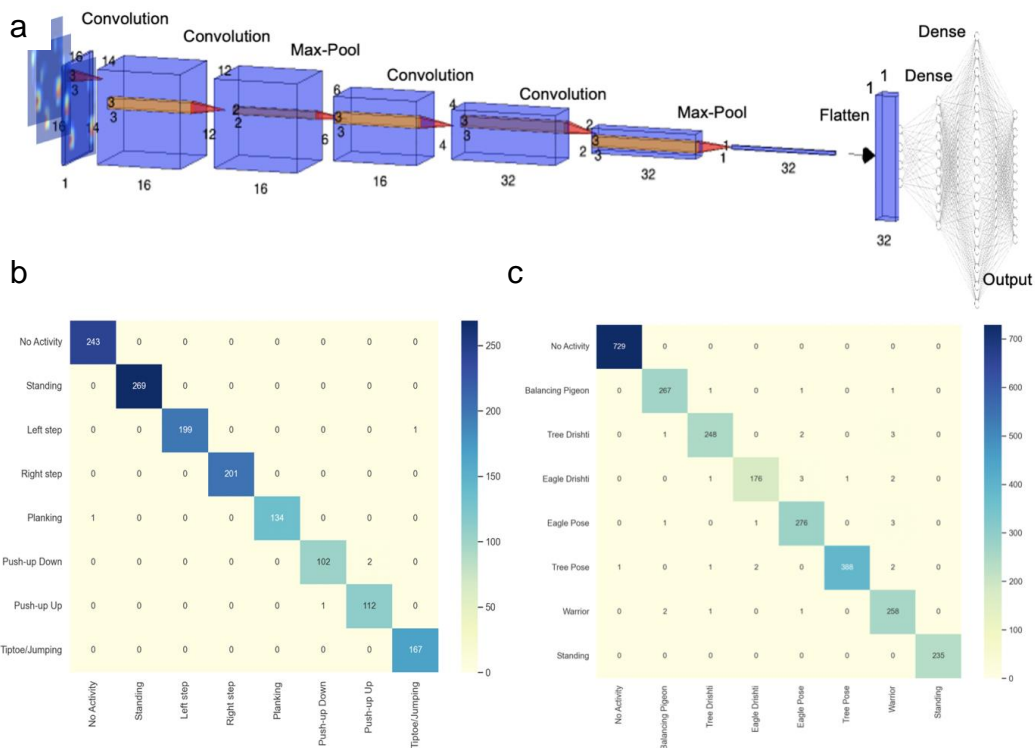 a
Convolution
Convolution
Max-Pool
Convolution
Convolution
Max-Pool
Flatten
Dense
Dense
Output
16
3
3
16
14
1
14
3
3
12
16
12
2
2
6
16
6
3
3
4
16
4
3
3
2
32
2
3
3
1
1
32
32
1
1
32
b
No Activity 243 0 0 0 0 0 0 0
Standing 0 269 0 0 0 0 0 0
Left step 0 0 199 0 0 0 0 1
Right step 0 0 0 201 0 0 0 0
Planking 1 0 0 0 134 0 0 0
Push-up Down 0 0 0 0 0 102 2 0
Push-up Up 0 0 0 0 0 1 112 0
Tiptoe/Jumping 0 0 0 0 0 0 0 167
No Activity
Standing
Left step
Right step
Planking
Push-up Down
Push-up Up
Tiptoe/Jumping
250
200
150
100
50
0
c
No Activity 729 0 0 0 0 0 0 0
Balancing Pigeon 0 267 1 0 1 0 1 0
Tree Drishti 0 1 248 0 2 0 3 0
Eagle Drishti 0 0 1 176 3 1 2 0
Eagle Pose 0 1 0 1 276 0 3 0
Tree Pose 1 0 1 2 0 388 2 0
Warrior 0 2 1 0 1 0 258 0
Standing 0 0 0 0 0 0 0 235
No Activity
Balancing Pigeon
Tree Drishti
Eagle Drishti
Eagle Pose
Tree Pose
Warrior
Standing
700
600
500
400
300
200
100
0